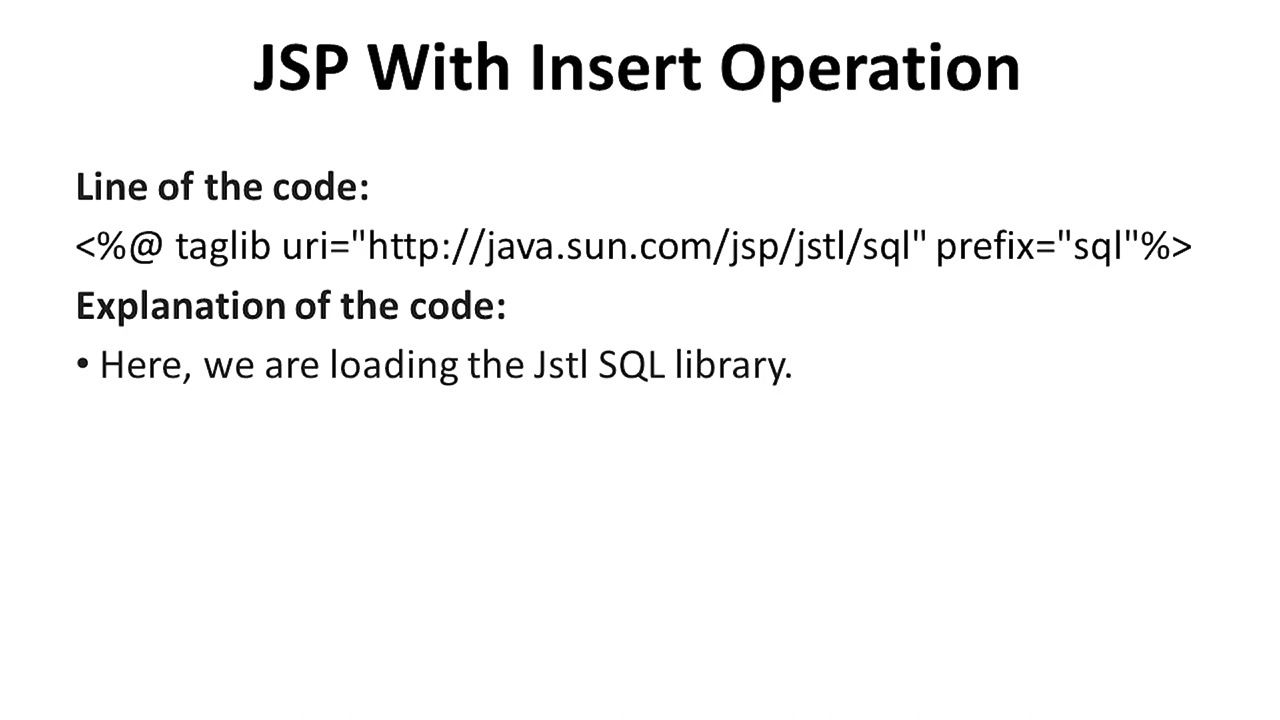 JSP With Insert Operation
Line of the code:
<%@ taglib uri="http://java.sun.com/jsp/jstl/sql" prefix="sql"%>
Explanation of the code:
• Here, we are loading the Jstl SQL library.